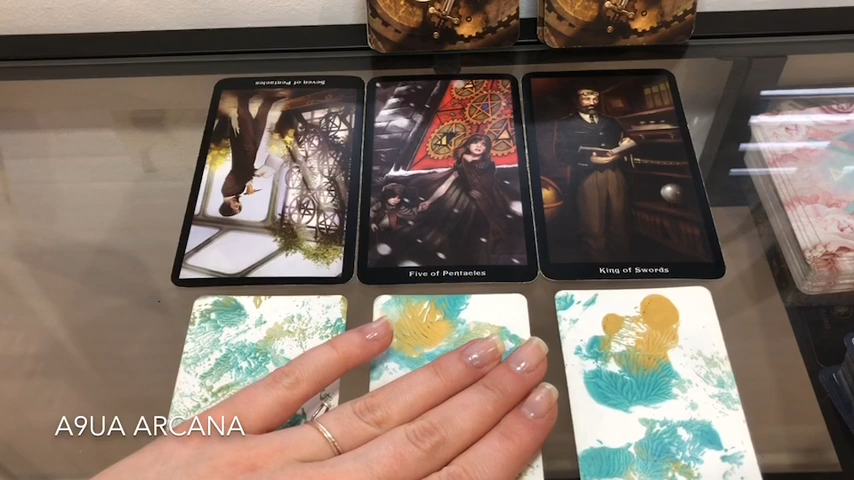 Seven of Pentacles
Five of Pentacles
King of Swords
A9UA ARCANA